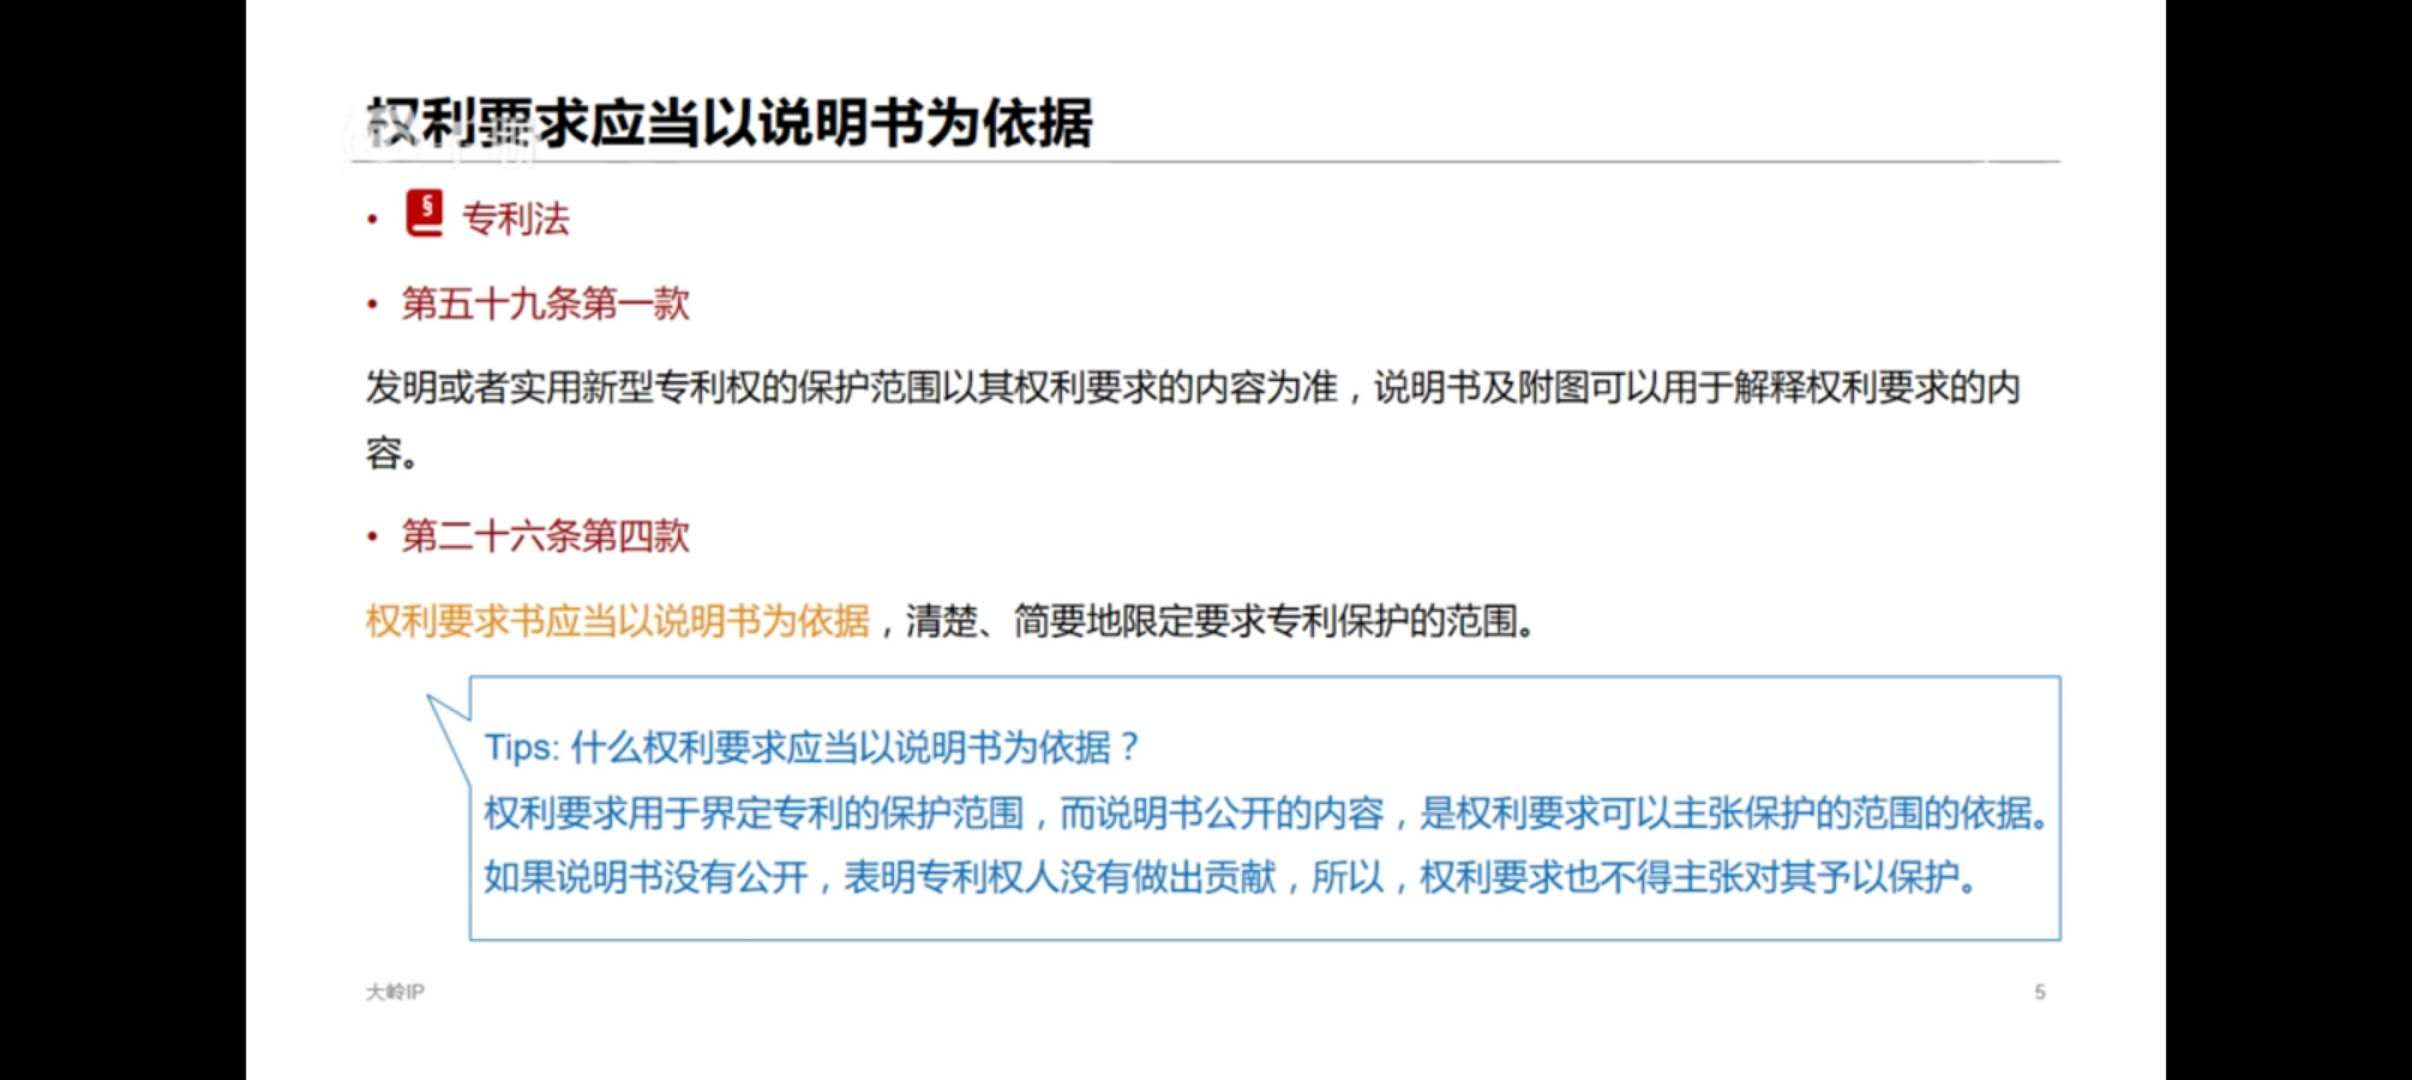 权利要求应当以说明书为依据
• § 专利法
• 第五十九条第一款
发明或者实用新型专利权的保护范围以其权利要求的内容为准，说明书及附图可以用于解释权利要求的内
容。
• 第二十六条第四款
权利要求书应当以说明书为依据，清楚、简要地限定要求专利保护的范围。
Tips: 什么权利要求应当以说明书为依据？
权利要求用于界定专利的保护范围，而说明书公开的内容，是权利要求可以主张保护的范围的依据。
如果说明书没有公开，表明专利权人没有做出贡献，所以，权利要求也不得主张对其予以保护。
大岭IP
5